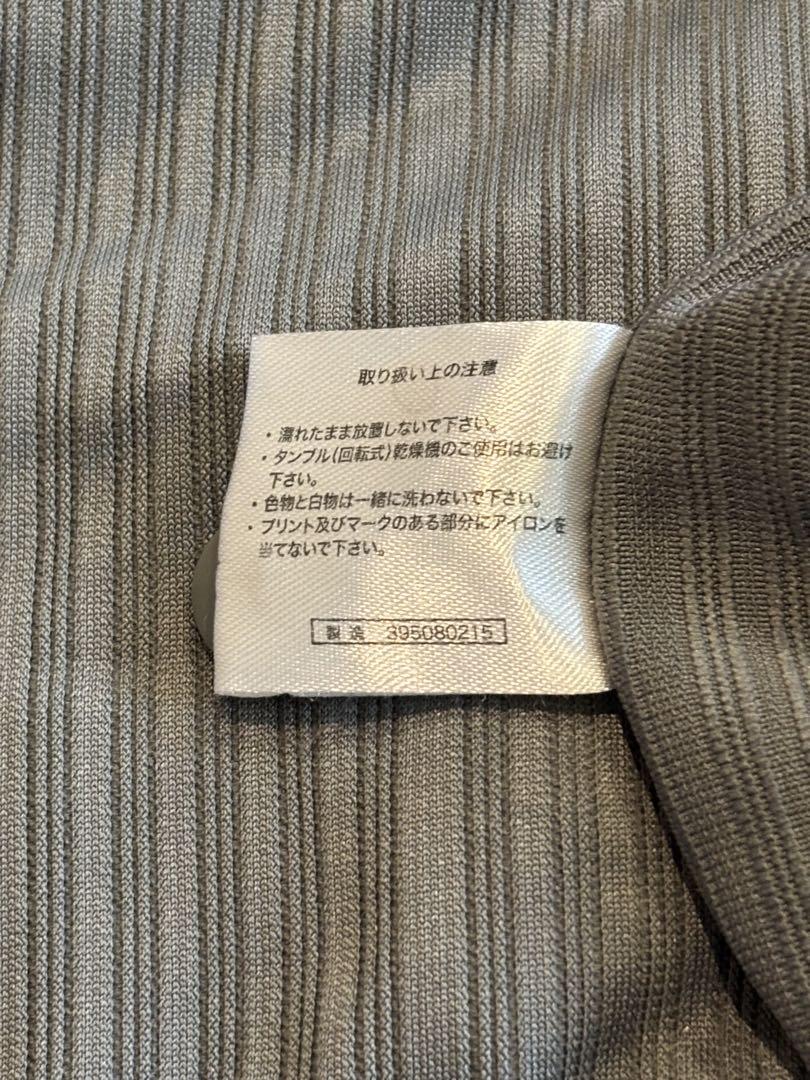 取り扱い上の注意
・濡れたまま放置しないで下さい。
・タンブル(回転式)乾燥機のご使用はお避け
下さい。
・色物と白物は一緒に洗わないで下さい。
・プリント及びマークのある部分にアイロンを
当てないで下さい。
製造 395080215